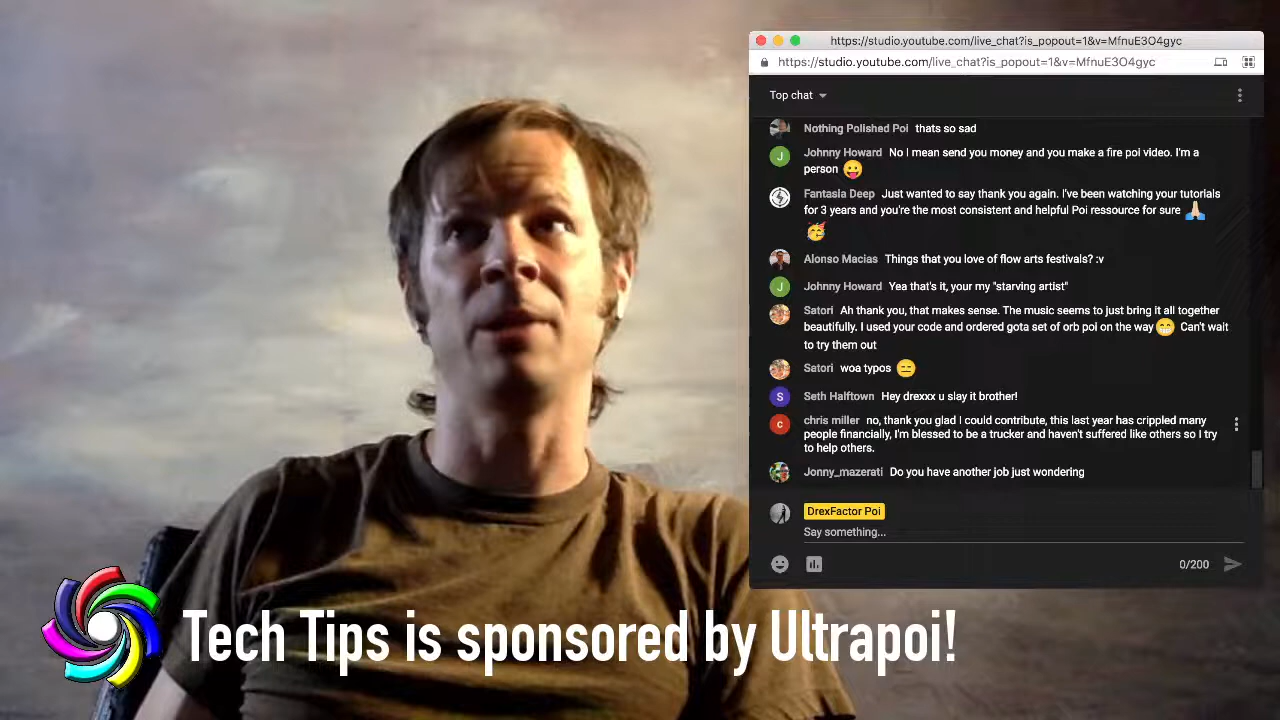 https://studio.youtube.com/live_chat?is_popout=1&v=MfnuE3O4gyc
https://studio.youtube.com/live_chat?is_popout=1&v=MfnuE3O4gyc
Top chat
Nothing Polished Poi thats so sad
Johnny Howard No I mean send you money and you make a fire poi video. I'm a
person
Fantasla Deep Just wanted to say thank you again. I've been watching your tutorials
for 3 years and you're the most consistent and helpful Poi ressource for sure
Alonso Macias Things that you love of flow arts festivals? :v
Johnny Howard Yea that's it, your my "starving artist"
Satori Ah thank you, that makes sense. The music seems to just bring it all together
beautifully. I used your code and ordered gota set of orb poi on the way Can't wait
to try them out
Satori woa typos
Seth Halftown Hey drexxx u slay it brother!
chris miller no, thank you glad I could contribute, this last year has crippled many
people financially, I'm blessed to be a trucker and haven't suffered like others so I try
to help others.
Jonny_mazerati Do you have another job just wondering
DrexFactor Poi
Say something...
0/200
Tech Tips is sponsored by Ultrapoi!